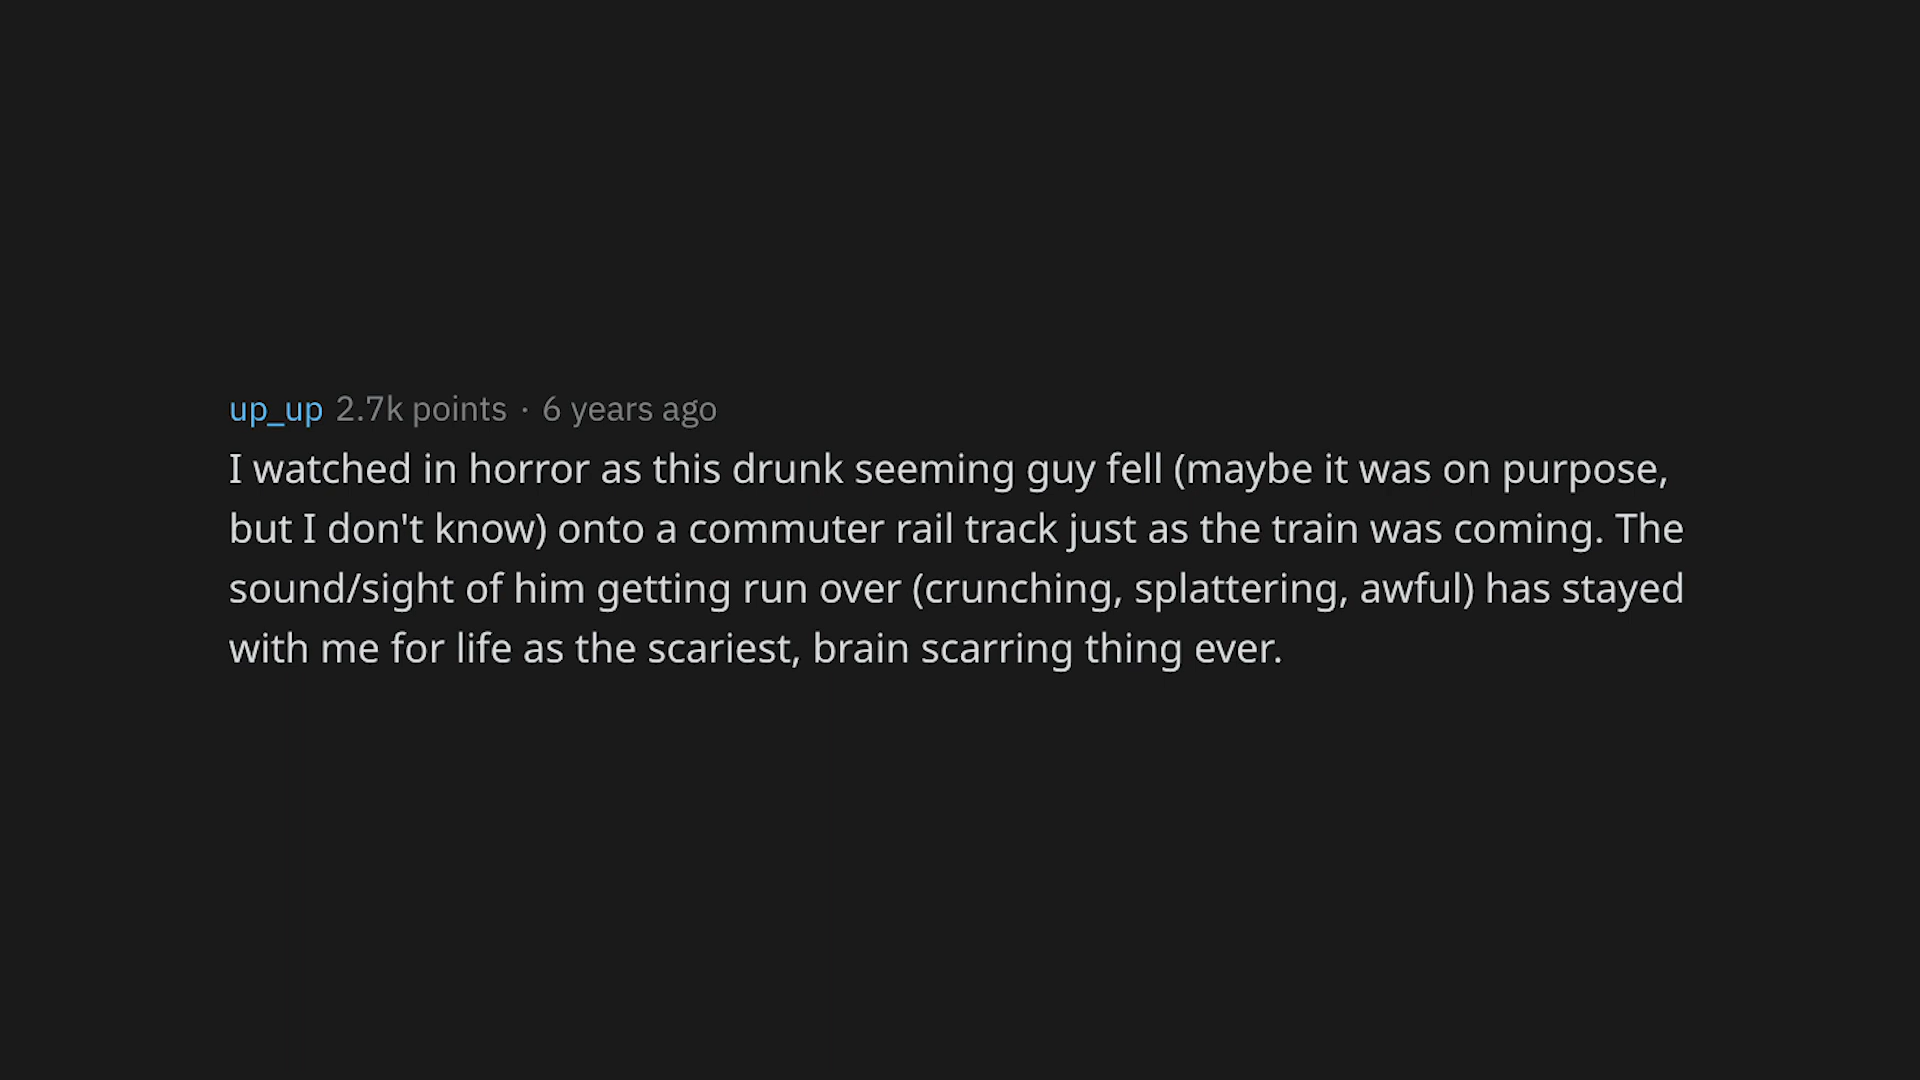 up_up 2.7k points · 6 years ago
I watched in horror as this drunk seeming guy fell (maybe it was on purpose,
but I don't know) onto a commuter rail track just as the train was coming. The
sound/sight of him getting run over (crunching, splattering, awful) has stayed
with me for life as the scariest, brain scarring thing ever.